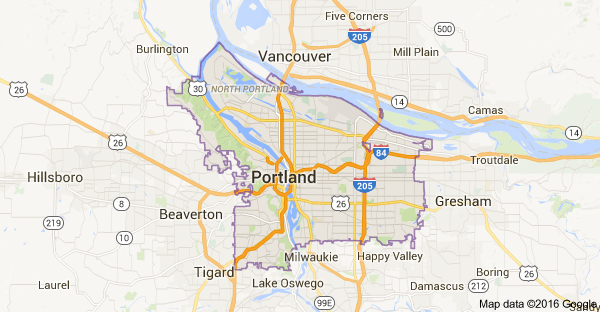 Five Corners
205
500
Burlington
Vancouver
Mill Plain
26
30
NORTH PORTLAND
14
Camas
14
26
84
Troutdale
Hillsboro
Portland
205
8
26
Gresham
Beaverton
219
10
Milwaukie
Happy Valley
Tigard
Boring
26
Laurel
Lake Oswego
Damascus
212
99E
Sandy
Map data ©2016 Google